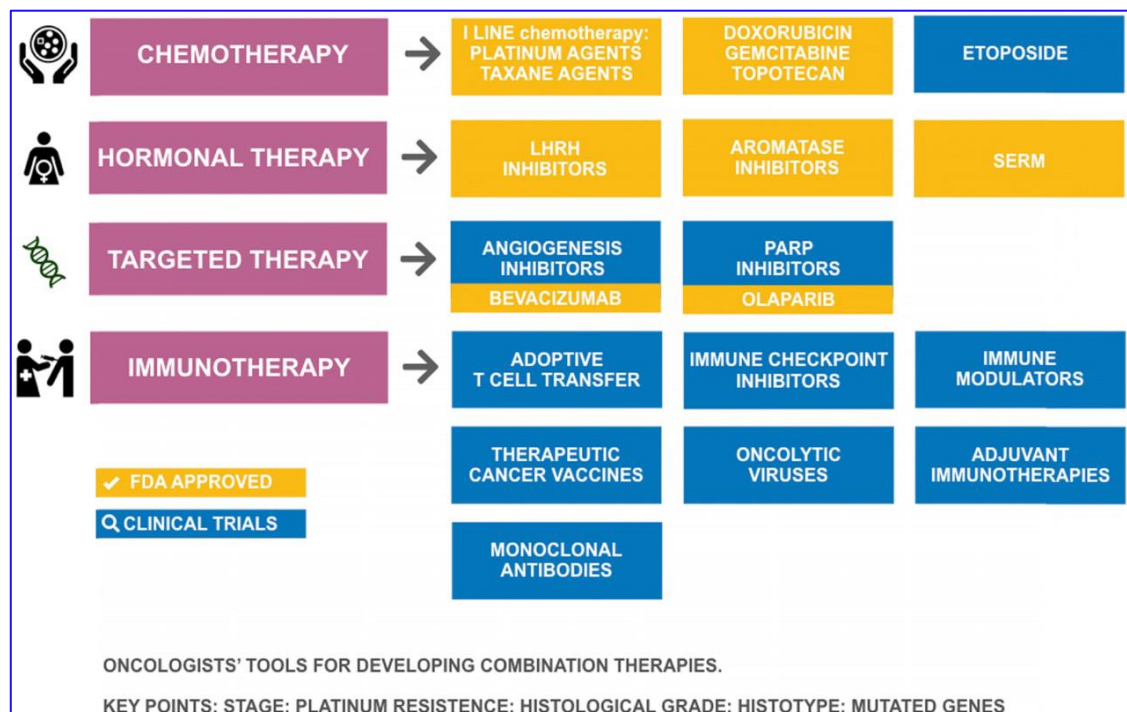 CHEMOTHERAPY
I LINE chemotherapy:
PLATINUM AGENTS
TAXANE AGENTS
DOXORUBICIN
GEMCITABINE
TOPOTECAN
ETOPOSIDE
HORMONAL THERAPY
LHRH
INHIBITORS
AROMATASE
INHIBITORS
SERM
TARGETED THERAPY
ANGIOGENESIS
INHIBITORS
BEVACIZUMAB
PARP
INHIBITORS
OLAPARIB
IMMUNOTHERAPY
ADOPTIVE
T CELL TRANSFER
IMMUNE CHECKPOINT
INHIBITORS
IMMUNE
MODULATORS
THERAPEUTIC
CANCER VACCINES
ONCOLYTIC
VIRUSES
ADJUVANT
IMMUNOTHERAPIES
FDA APPROVED
CLINICAL TRIALS
MONOCLONAL
ANTIBODIES
ONCOLOGISTS' TOOLS FOR DEVELOPING COMBINATION THERAPIES.
KEY POINTS: STAGE; PLATINUM RESISTENCE; HISTOLOGICAL GRADE; HISTOTYPE; MUTATED GENES